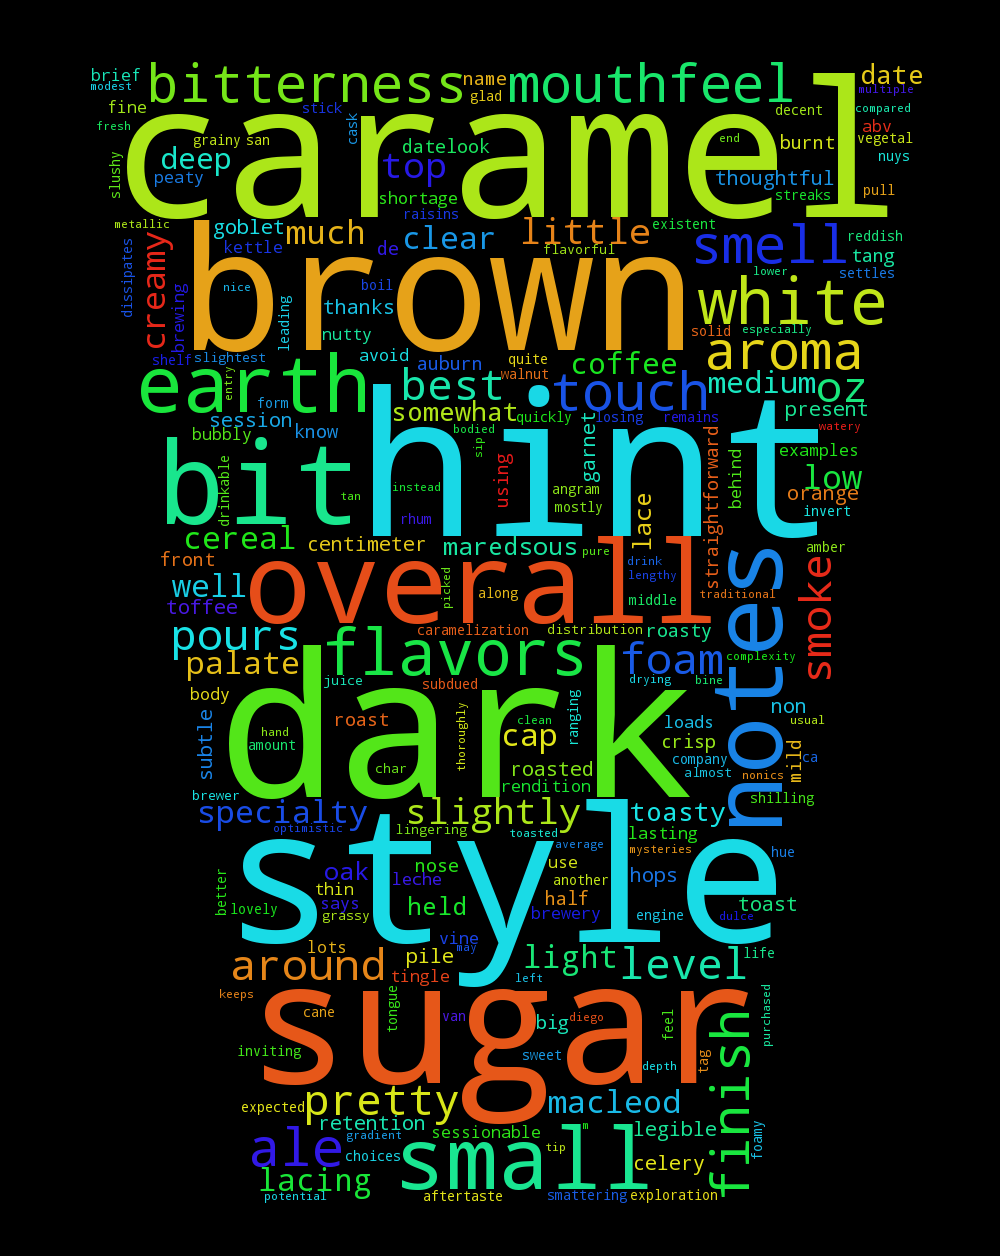 brief bitterness name mouthfeel date
modest glad multiple
fine stick cask decent compared
fresh caramel end burnt abv
grainy san datelook vegetal
deep top nuys
slushy peaty shortage thoughtful pull
raisins streaks
metallic goblet much clear little existent
creamy kettle de flavorful smell reddish
dissipates brown tang
brewing nice boil lower settles
leading thanks white
nutty solid especially
shelf slightest avoid auburn quite coffee aroma
earth entry best walnut touch medium oz
form somewhat quickly losing remains present
session know bodied garnet watery
bubbly hint sip examples
bit drinkable instead using angram straightforward behind low
tan rhum mostly lace orange
invert
cereal centimeter maredsous pure notes amber
front overall drink smoke
well picked along lengthy traditional
toffee middle
pours caramelization distribution roasty
palate flavors foam complexity
juice subdued drying bine
body dark non
subtle roast thoroughly clean ranging loads usual
hand cap crisp
amount company mild ca
char roasted almost nonics
brewer rendition shilling
specialty slightly toasty
optimistic lingering toasted lasting
style average mysteries hue
better oak nose use hops
thin leche another
lovely says held half toast
grassy brewery engine dulce
lots vine may
around pile light level life
keeps tingle left
sugar cane tongue van big diego feel purchased
inviting sweet tag
depth finish
expected pretty macleod
retention m
ale gradient sessionable small legible foamy
choices tip
lacing celery
potential aftertaste smattering exploration